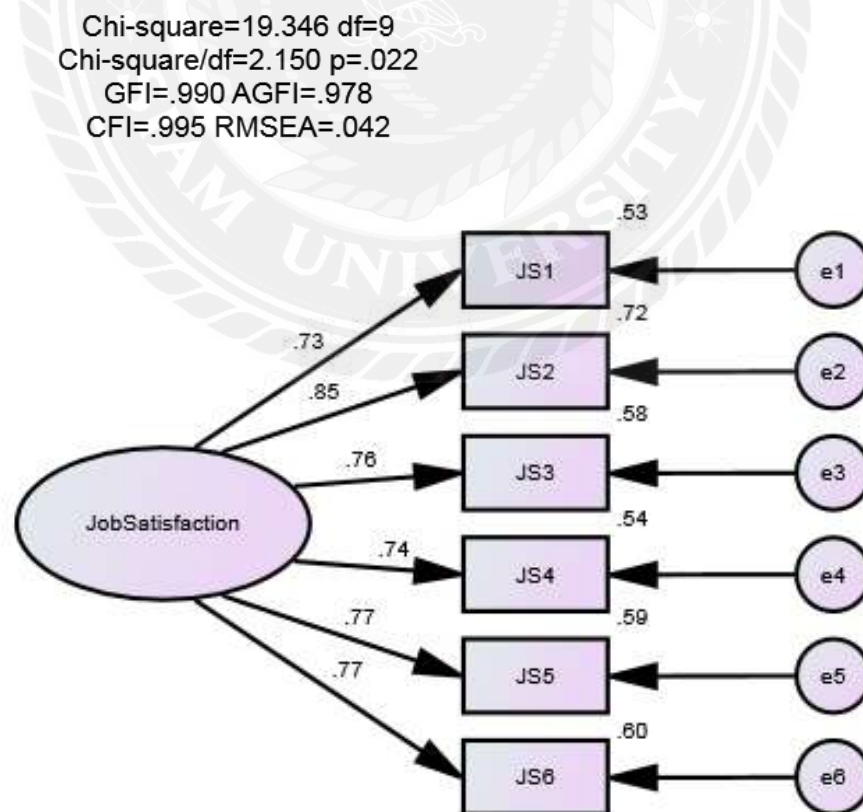 Chi-square=19.346 df=9
Chi-square/df=2.150 p=.022
GFI=.990 AGFI=.978
CFI=.995 RMSEA=.042
UNIVERSITY
.53
JS1
e1
.73
.72
JS2
e2
.85
.58
JS3
e3
.76
JobSatisfaction
.54
JS4
e4
.74
.59
JS5
e5
.77
.60
JS6
e6
.77